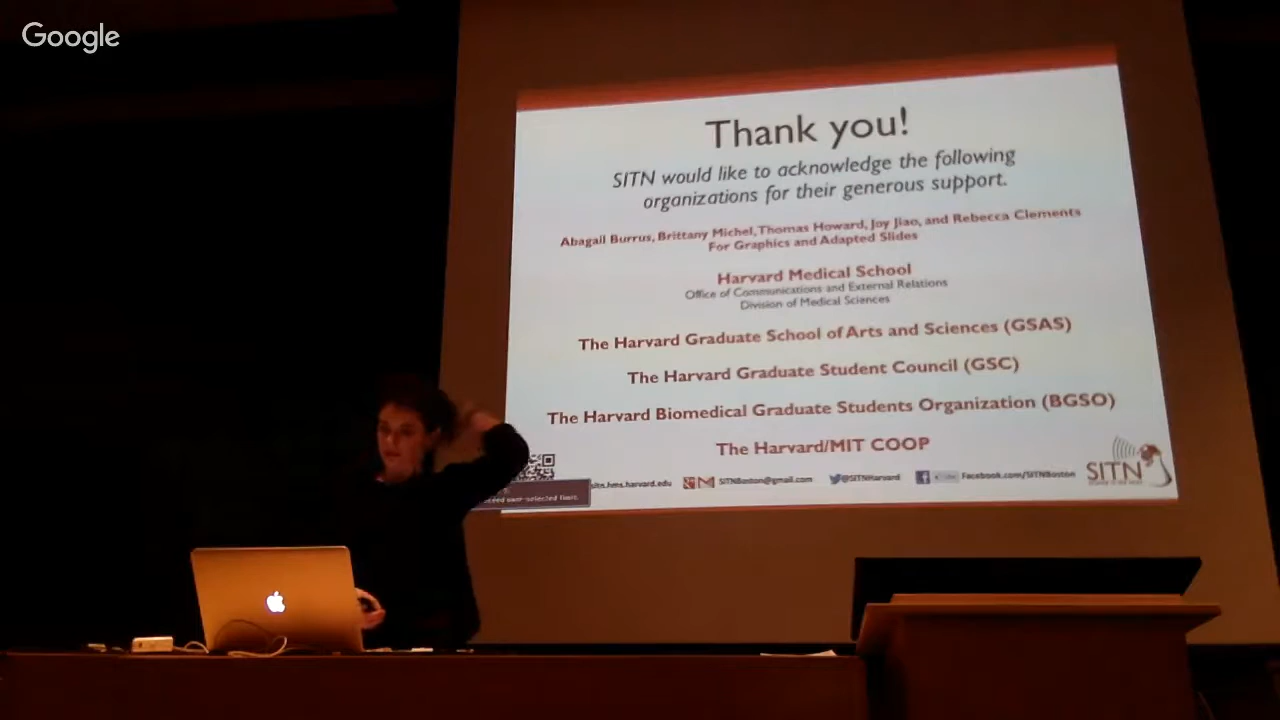 Google
Thank you!
SITN would like to acknowledge the following
organizations for their generous support.
Abagail Burrus, Brittany Michel, Thomas Howard, Joy Jiao, and Rebecca Clements
For Graphics and Adapted Slides
Harvard Medical School
Office of Communications and External Relations
Division of Medical Sciences
The Harvard Graduate School of Arts and Sciences (GSAS)
The Harvard Graduate Student Council (GSC)
The Harvard Biomedical Graduate Students Organization (BGSO)
The Harvard/MIT COOP
sitn.hms.harvard.edu SITNBoston@gmail.com @SITNHarvard Facebook.com/SITNBoston SITN
user-selected